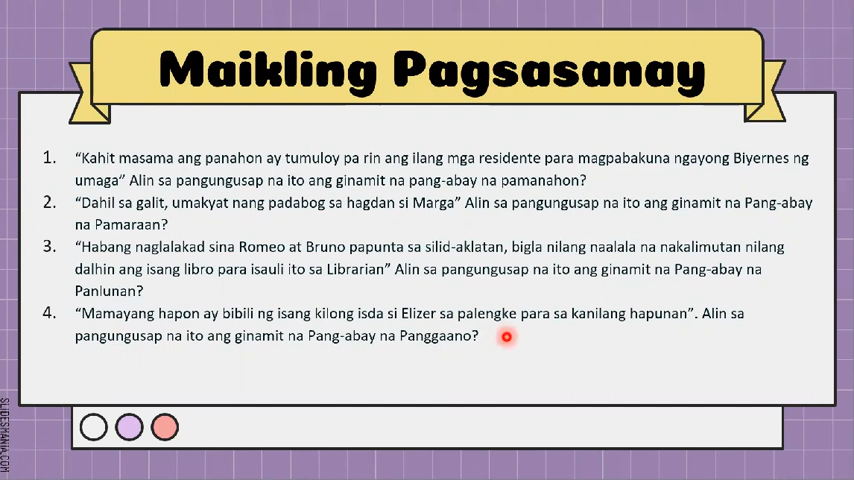 Maikling Pagsasanay
1. “Kahit masama ang panahon ay tumuloy pa rin ang ilang mga residente para magpabakuna ngayong Biyernes ng
umaga” Alin sa pangungusap na ito ang ginamit na pang-abay na pamanahon?
2. “Dahil sa galit, umakyat nang padabog sa hagdan si Marga” Alin sa pangungusap na ito ang ginamit na Pang-abay
na Pamaraan?
3. “Habang naglalakad sina Romeo at Bruno papunta sa silid-aklatan, bigla nilang naalala na nakalimutan nilang
dalhin ang isang libro para isauli ito sa Librarian” Alin sa pangungusap na ito ang ginamit na Pang-abay na
Panlunan?
4. “Mamayang hapon ay bibili ng isang kilong isda si Elizer sa palengke para sa kanilang hapunan”. Alin sa
pangungusap na ito ang ginamit na Pang-abay na Panggaano?
SLIDESMANIA.COM